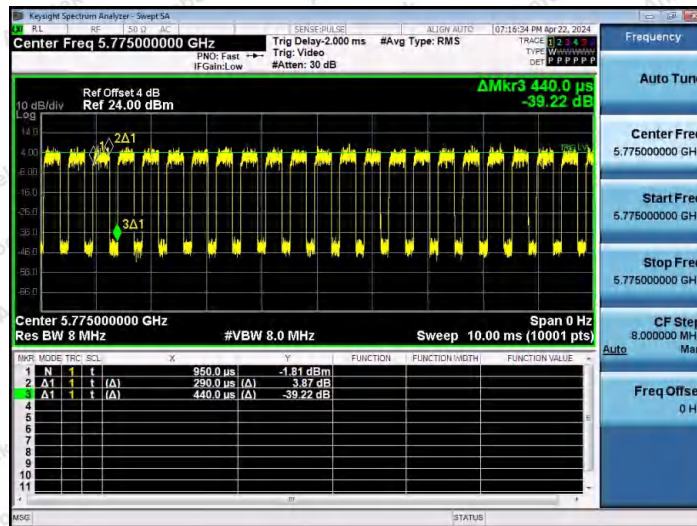 Keysight Spectrum Analyzer - Swept SA
RL RF 50 Ω AC SENSE:PULSE ALIGN AUTO 07:16:34 PM Apr 22, 2024
Center Freq 5.775000000 GHz
PNO: Fast
IFGain:Low
Trig Delay-2.000 ms
Trig: Video
#Atten: 30 dB
#Avg Type: RMS
TRACE 1 2 3 4 5 6
TYPE W
DET P P P P P P
Frequency
Auto Tune
Center Freq
5.775000000 GH
Start Freq
5.775000000 GH
Stop Freq
5.775000000 GH
CF Step
8.000000 MH
Auto Man
Freq Offse
0 H
ΔMkr3 440.0 µs
-39.22 dB
Ref Offset 4 dB
10 dB/div Ref 24.00 dBm
Log
14.0
4.00
-6.00
-16.0
-26.0
-36.0
-46.0
-56.0
-66.0
1
2Δ1
3Δ1
Center 5.775000000 GHz Span 0 Hz
Res BW 8 MHz #VBW 8.0 MHz Sweep 10.00 ms (10001 pts)
MKR MODE TRC SCL X Y FUNCTION FUNCTION WIDTH FUNCTION VALUE
1 N 1 t 950.0 µs -1.81 dBm
2 Δ1 1 t (Δ) 290.0 µs (Δ) 3.87 dB
3 Δ1 1 t (Δ) 440.0 µs (Δ) -39.22 dB
4
5
6
7
8
9
10
11
MSG STATUS